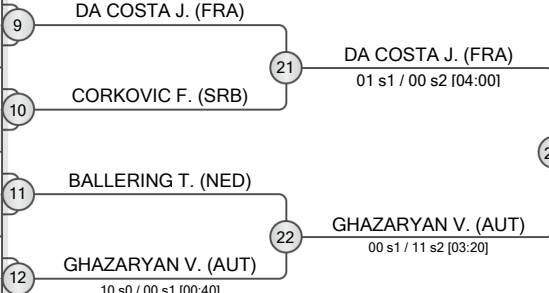 DA COSTA J. (FRA)
9
21
DA COSTA J. (FRA)
01 s1 / 00 s2 [04:00]
CORKOVIC F. (SRB)
10
BALLERING T. (NED)
11
22
GHAZARYAN V. (AUT)
00 s1 / 11 s2 [03:20]
GHAZARYAN V. (AUT)
12
10 s0 / 00 s1 [00:40]